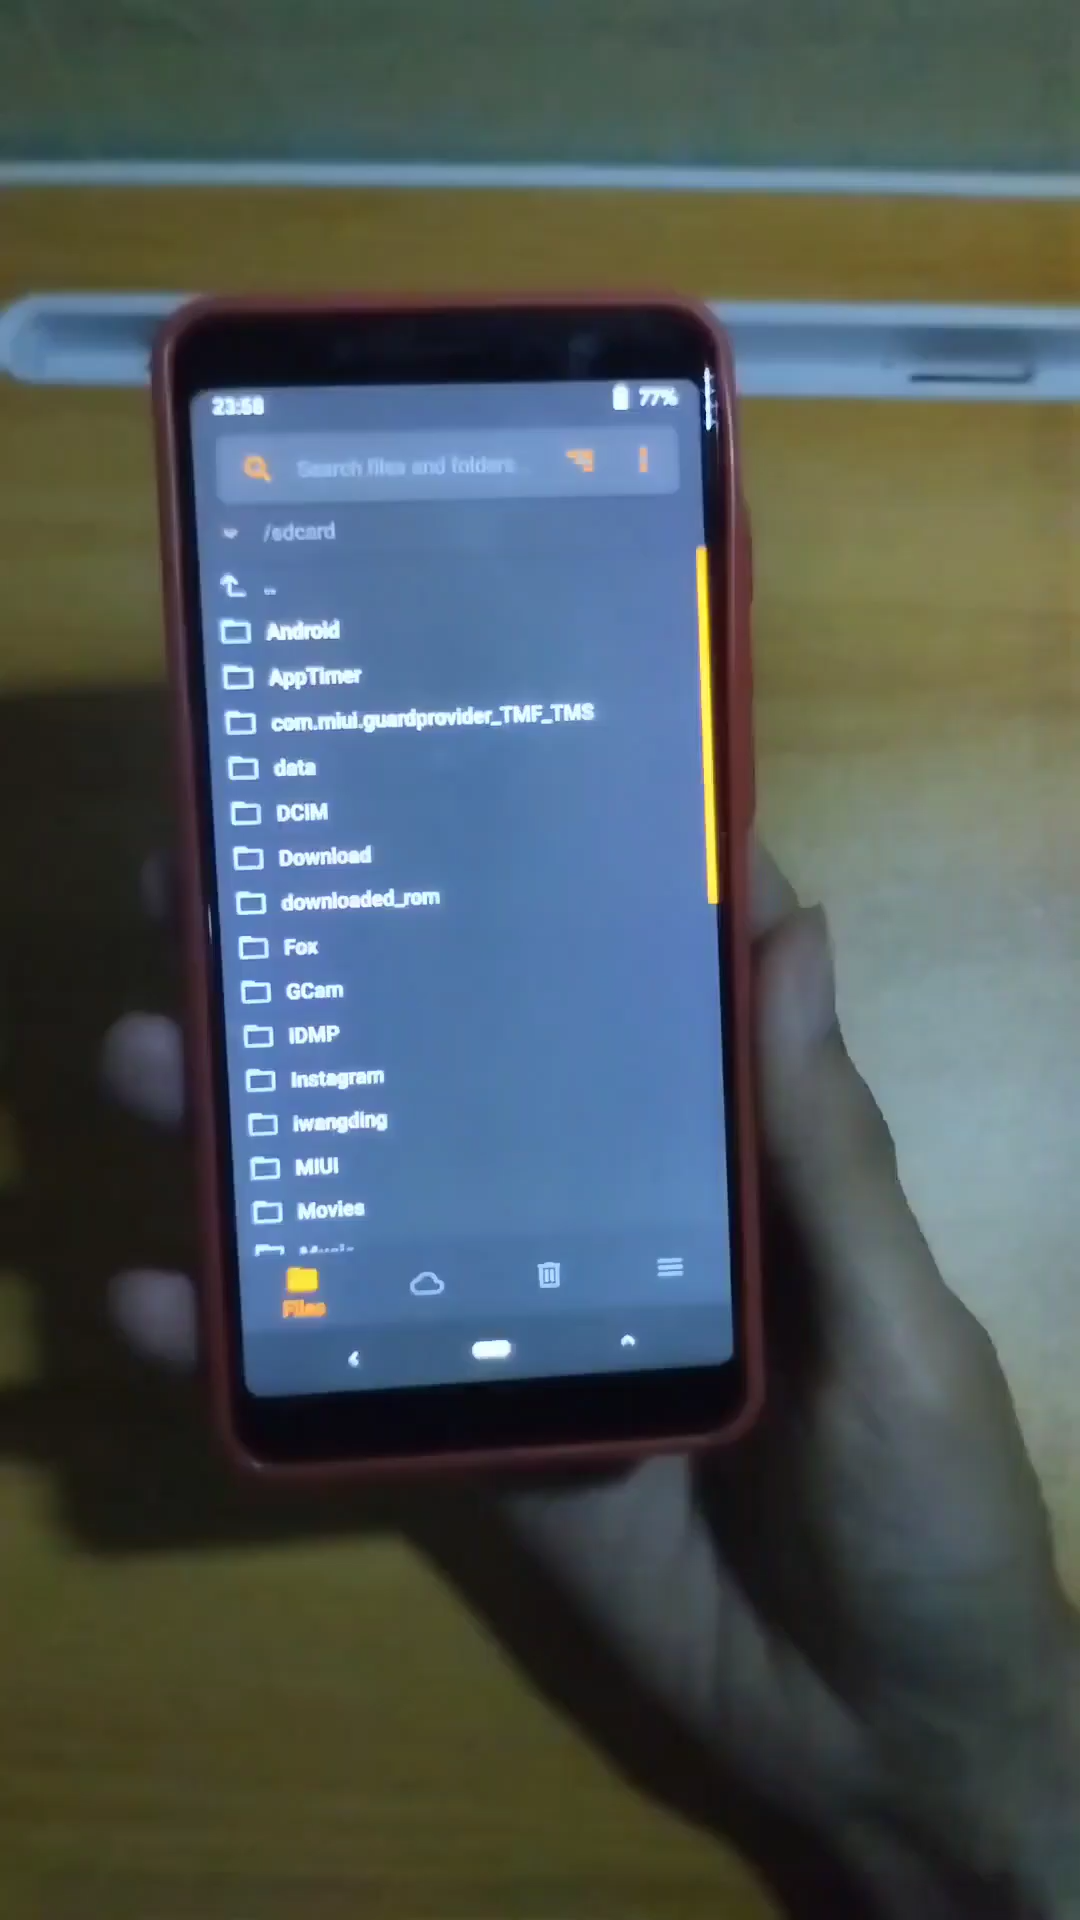 23:58 77%
Search files and folders...
/sdcard
..
Android
AppTimer
com.miui.guardprovider_TMF_TMS
data
DCIM
Download
downloaded_rom
Fox
GCam
IDMP
Instagram
iwangding
MIUI
Movies
Music
Files